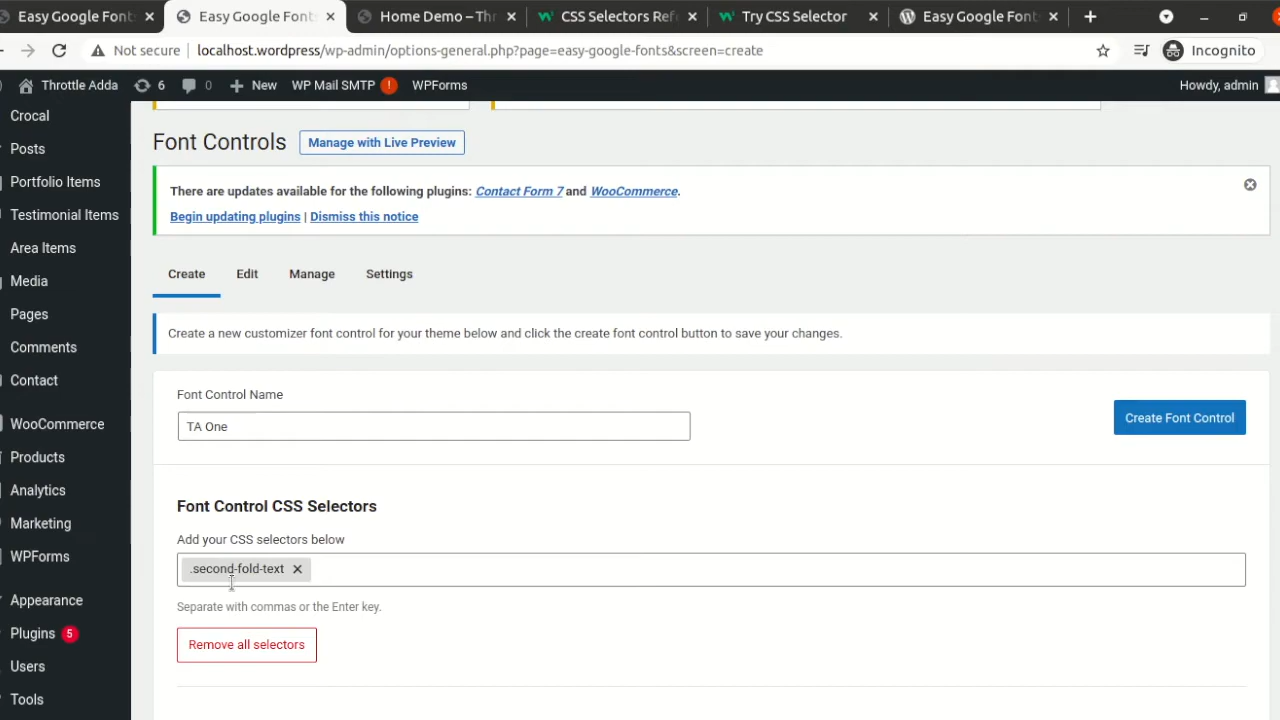 Easy Google Font
Easy Google Font
Home Demo – Thr
CSS Selectors Ref
Try CSS Selector
Easy Google Font
Not secure
localhost.wordpress/wp-admin/options-general.php?page=easy-google-fonts&screen=create
Incognito
Throttle Adda
6
0
New
WP Mail SMTP !
WPForms
Howdy, admin
Crocal
Posts
Portfolio Items
Testimonial Items
Area Items
Media
Pages
Comments
Contact
WooCommerce
Products
Analytics
Marketing
WPForms
Appearance
Plugins 5
Users
Tools
Font Controls
Manage with Live Preview
There are updates available for the following plugins: Contact Form 7 and WooCommerce.
Begin updating plugins | Dismiss this notice
Create Edit Manage Settings
Create a new customizer font control for your theme below and click the create font control button to save your changes.
Font Control Name
TA One
Create Font Control
Font Control CSS Selectors
Add your CSS selectors below
.second-fold-text
Separate with commas or the Enter key.
Remove all selectors